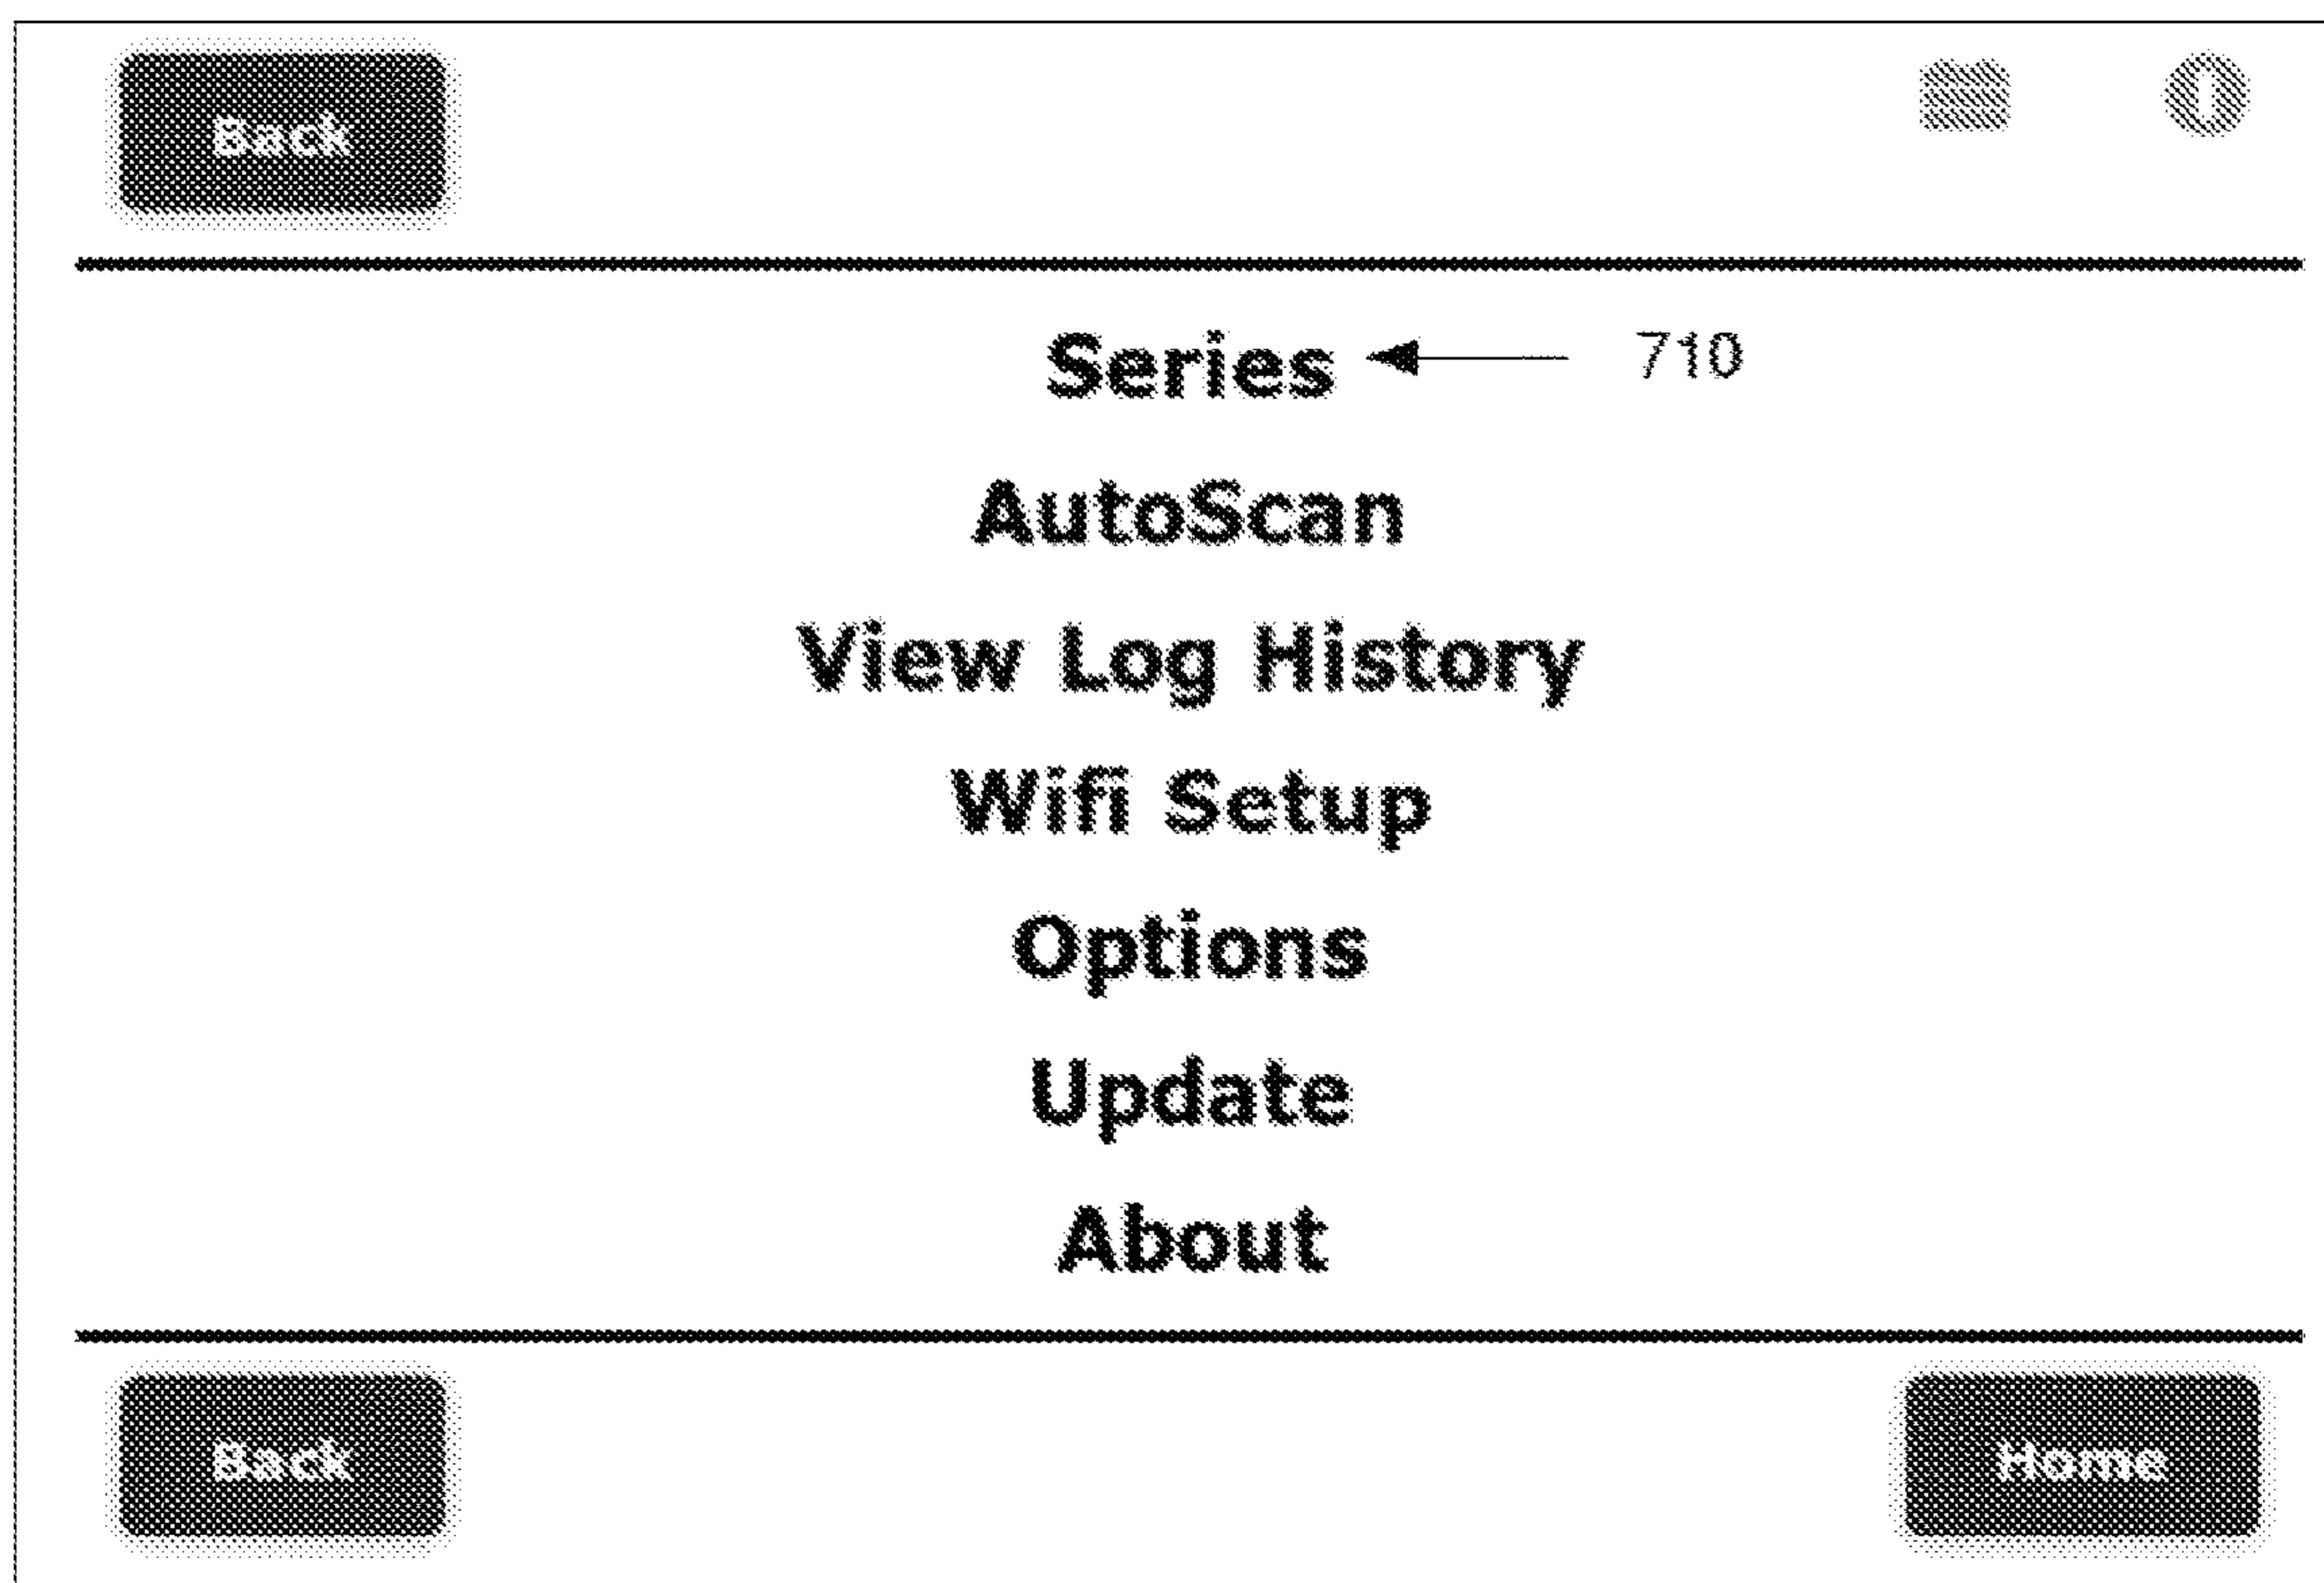 Back
Series 710
AutoScan
View Log History
Wifi Setup
Options
Update
About
Back Home